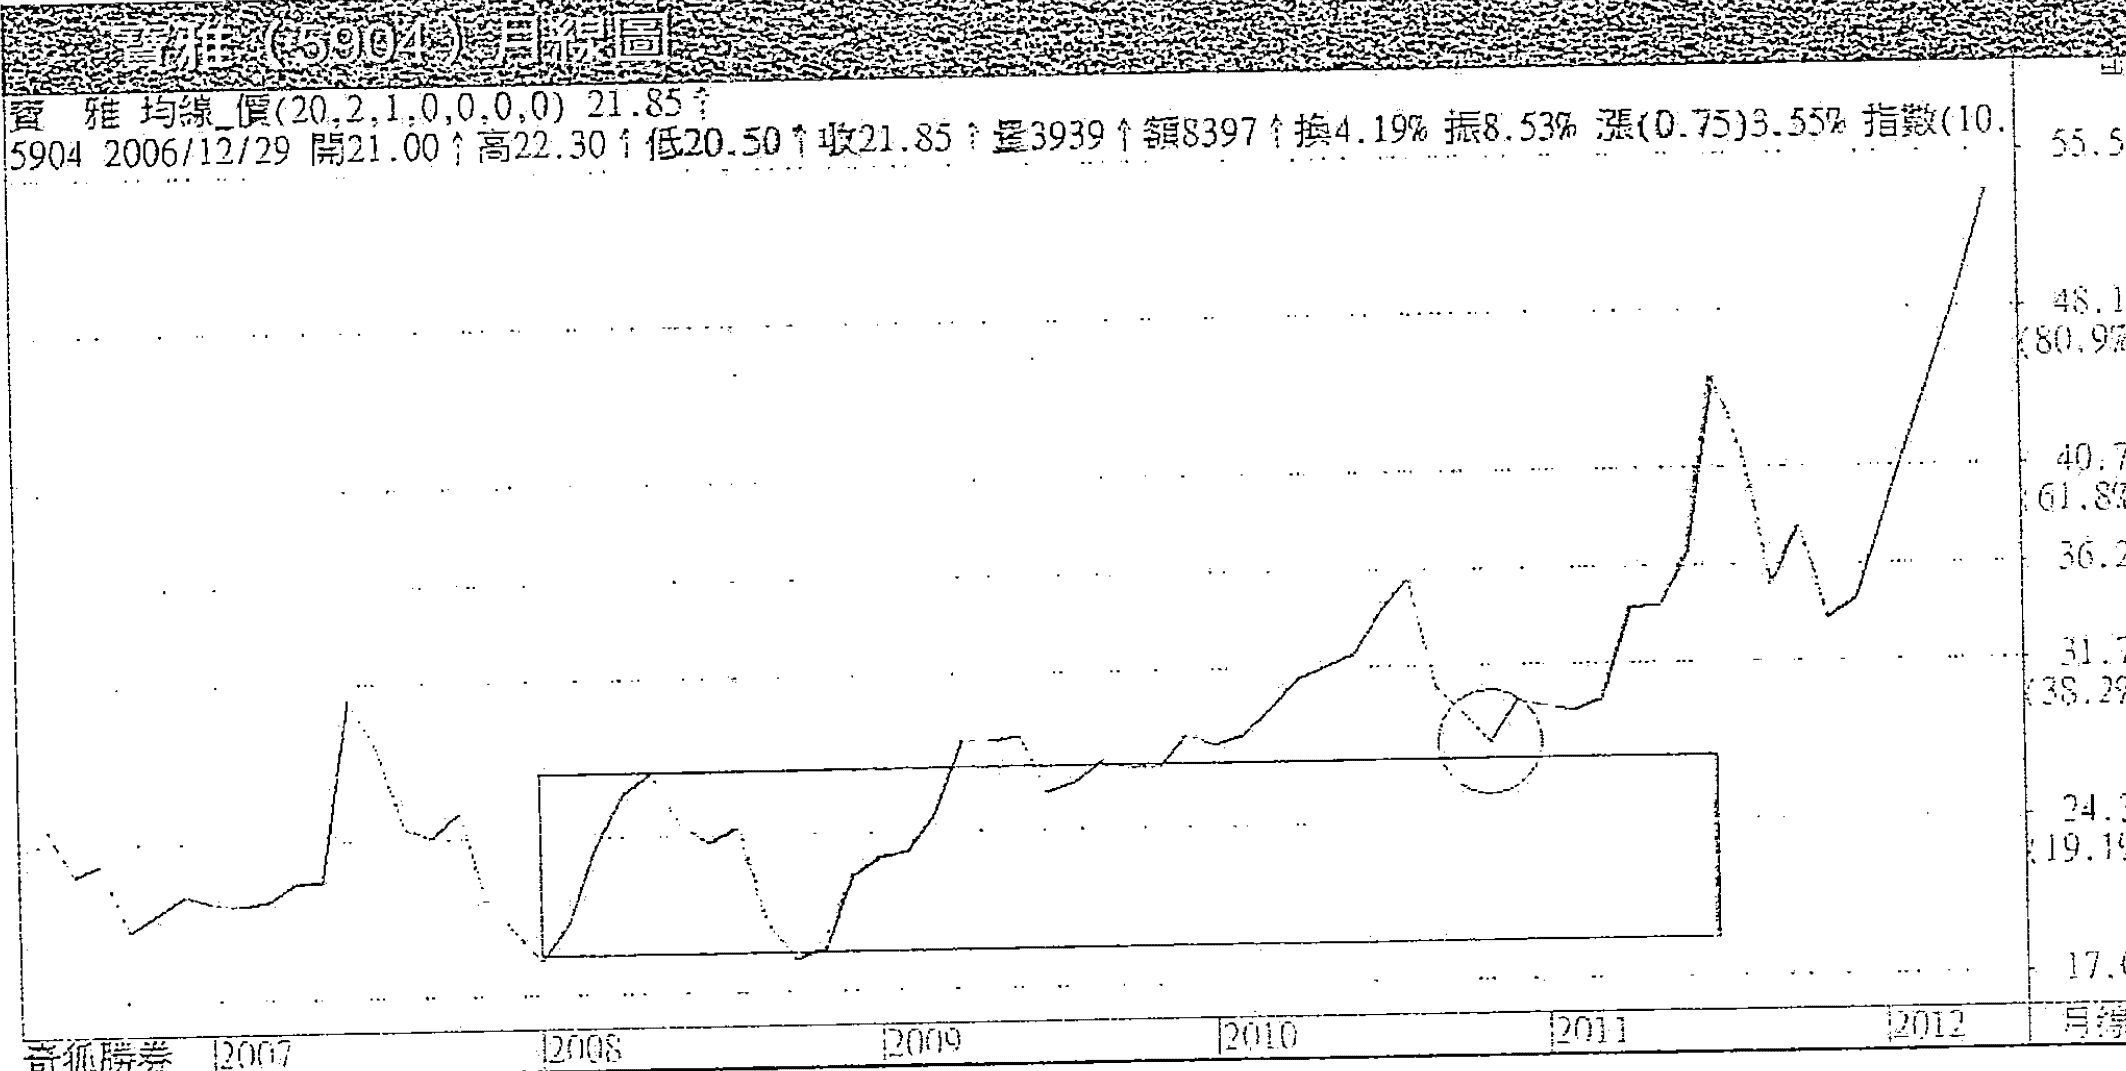 寶雅(5904)月線圖
寶 雅 均線_價(20,2,1,0,0,0,0) 21.85↑
5904 2006/12/29 開21.00↑高22.30↑低20.50↑收21.85↑量3939↑額8397↑換4.19% 振8.53% 漲(0.75)3.55% 指數(10.
55.5
48.1
(80.9%
40.7
(61.8%
36.2
31.7
(38.2%
24.3
(19.1%
17.
奇狐勝券 2007 2008 2009 2010 2011 2012 月線